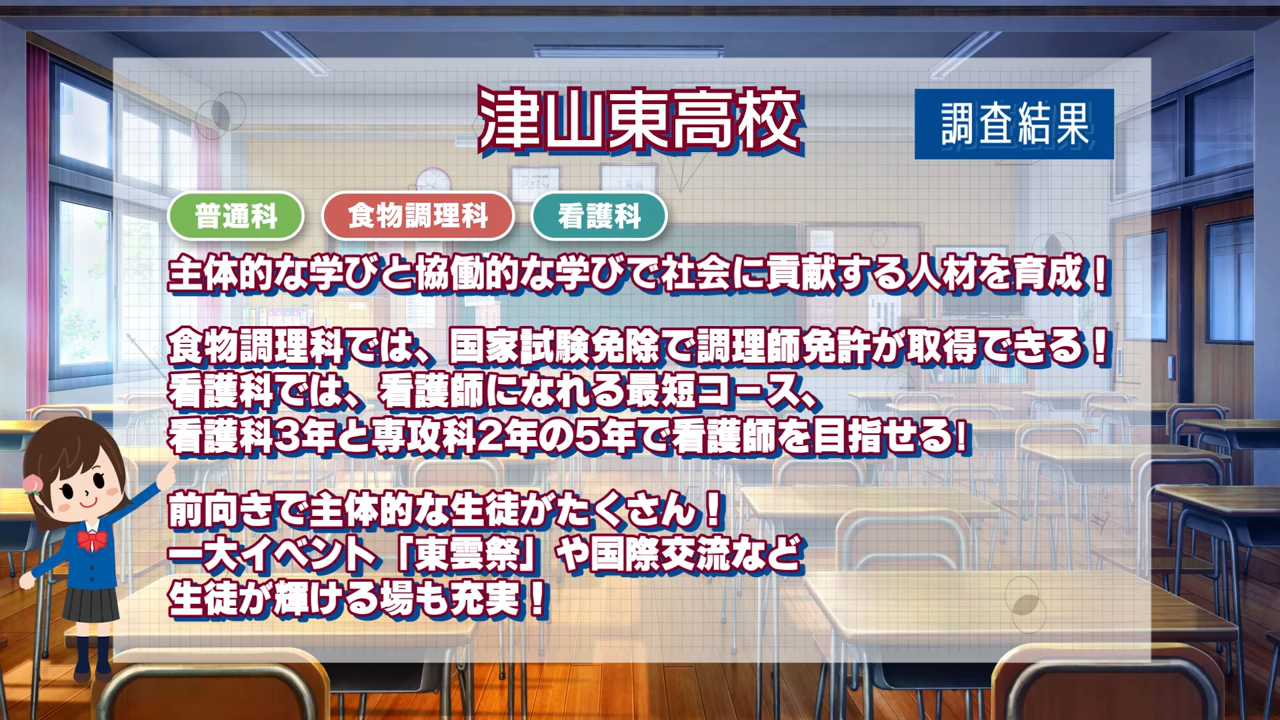 津山東高校
調査結果
普通科 食物調理科 看護科
主体的な学びと協働的な学びで社会に貢献する人材を育成！
食物調理科では、国家試験免除で調理師免許が取得できる！
看護科では、看護師になれる最短コース、
看護科3年と専攻科2年の5年で看護師を目指せる！
前向きで主体的な生徒がたくさん！
一大イベント「東雲祭」や国際交流など
生徒が輝ける場も充実！